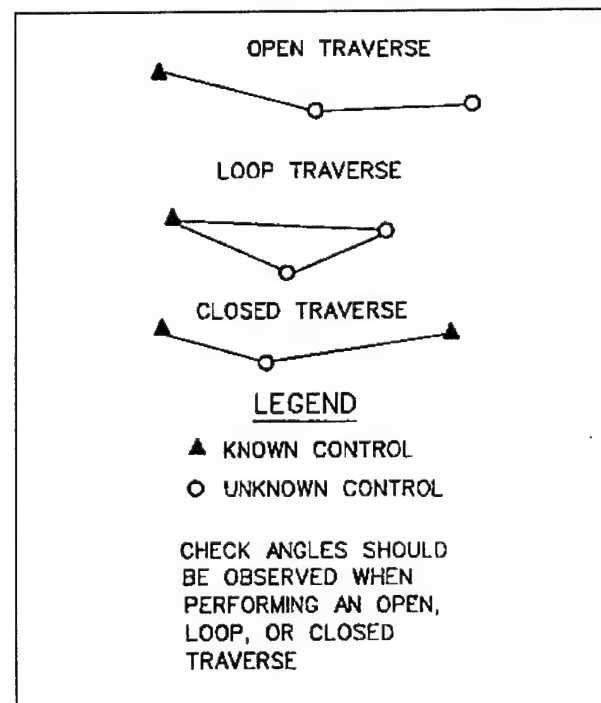 OPEN TRAVERSE
LOOP TRAVERSE
CLOSED TRAVERSE
LEGEND
KNOWN CONTROL
UNKNOWN CONTROL
CHECK ANGLES SHOULD
BE OBSERVED WHEN
PERFORMING AN OPEN,
LOOP, OR CLOSED
TRAVERSE